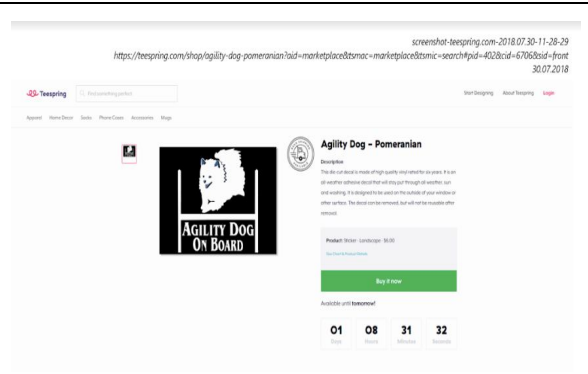 screenshot-teespring.com-2018.07.30-11-28-29
https://teespring.com/shop/agility-dog-pomeranian?aid=marketplace&tsmac=marketplace&tsmic=search#pid=402&cid=6706&sid=front
30.07.2018
Teespring
Find something perfect
Start Designing About Teespring Login
Apparel Home Decor Socks Phone Cases Accessories Mugs
Agility Dog - Pomeranian
Description
This die cut decal is made of high quality vinyl rated for six years. It is an
all weather adhesive decal that will stay put through all weather, sun
and washing. It is designed to be used on the outside of your window or
other surface. The decal can be removed, but will not be reusable after
removed.
AGILITY DOG
ON BOARD
Product: Sticker - Landscape - $6.00
Buy it now
Available until tomorrow!
01 08 31 32
Days Hours Minutes Seconds